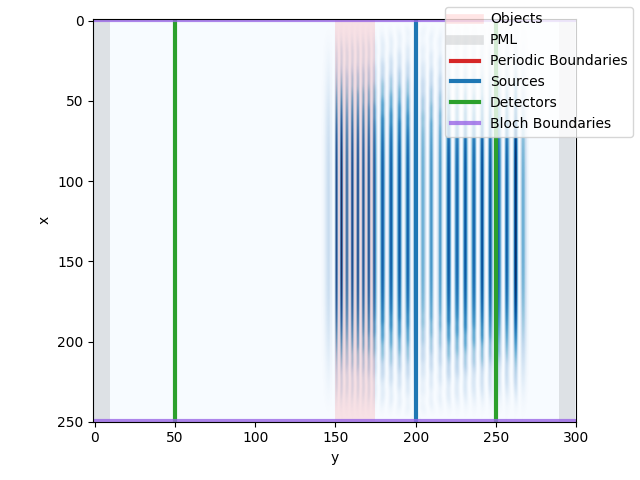 Objects
PML
Periodic Boundaries
Sources
Detectors
Bloch Boundaries
0
50
100
150
200
250
x
0
50
100
150
200
250
300
y